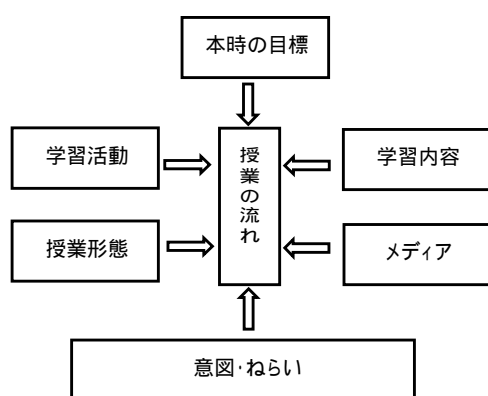 本時の目標
学習活動
授業の流れ
学習内容
授業形態
メディア
意図・ねらい